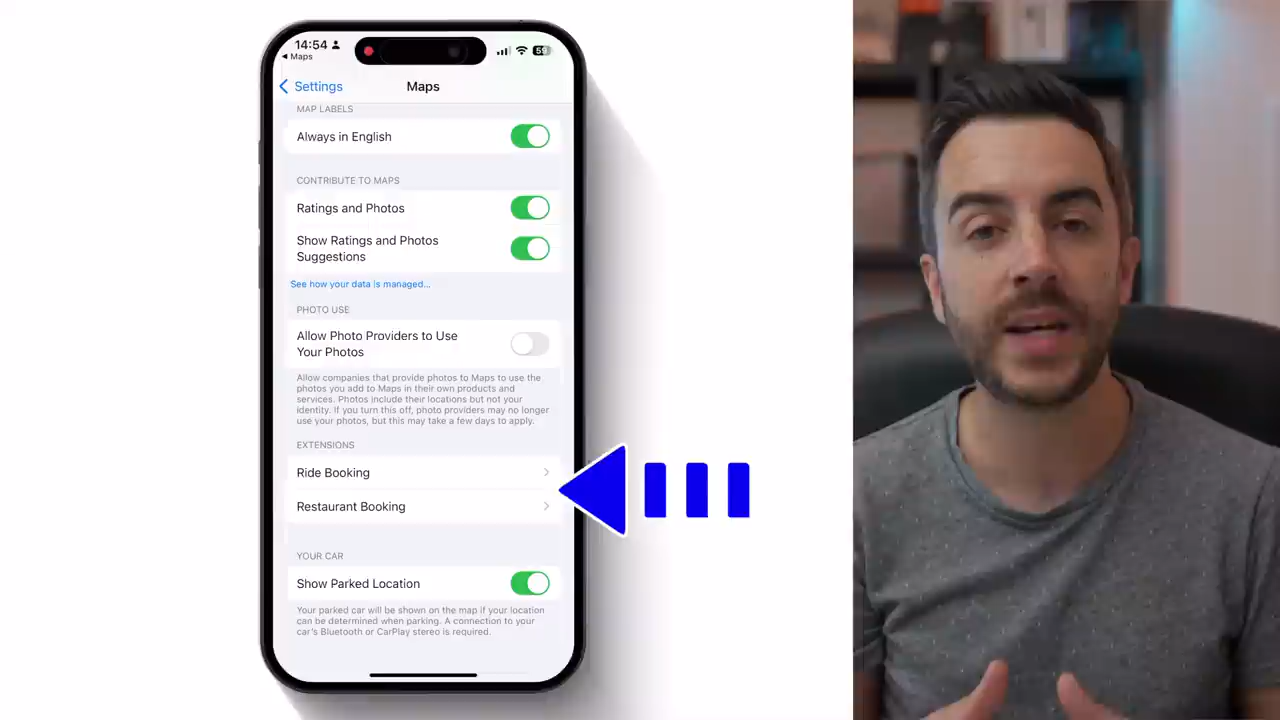 14:54
Maps
59
Settings
Maps
MAP LABELS
Always in English
CONTRIBUTE TO MAPS
Ratings and Photos
Show Ratings and Photos
Suggestions
See how your data is managed...
PHOTO USE
Allow Photo Providers to Use
Your Photos
Allow companies that provide photos to Maps to use the
photos you add to Maps in their own products and
services. Photos include their locations but not your
identity. If you turn this off, photo providers may no longer
use your photos, but this may take a few days to apply.
EXTENSIONS
Ride Booking
Restaurant Booking
YOUR CAR
Show Parked Location
Your parked car will be shown on the map if your location
can be determined when parking. A connection to your
car's Bluetooth or CarPlay stereo is required.